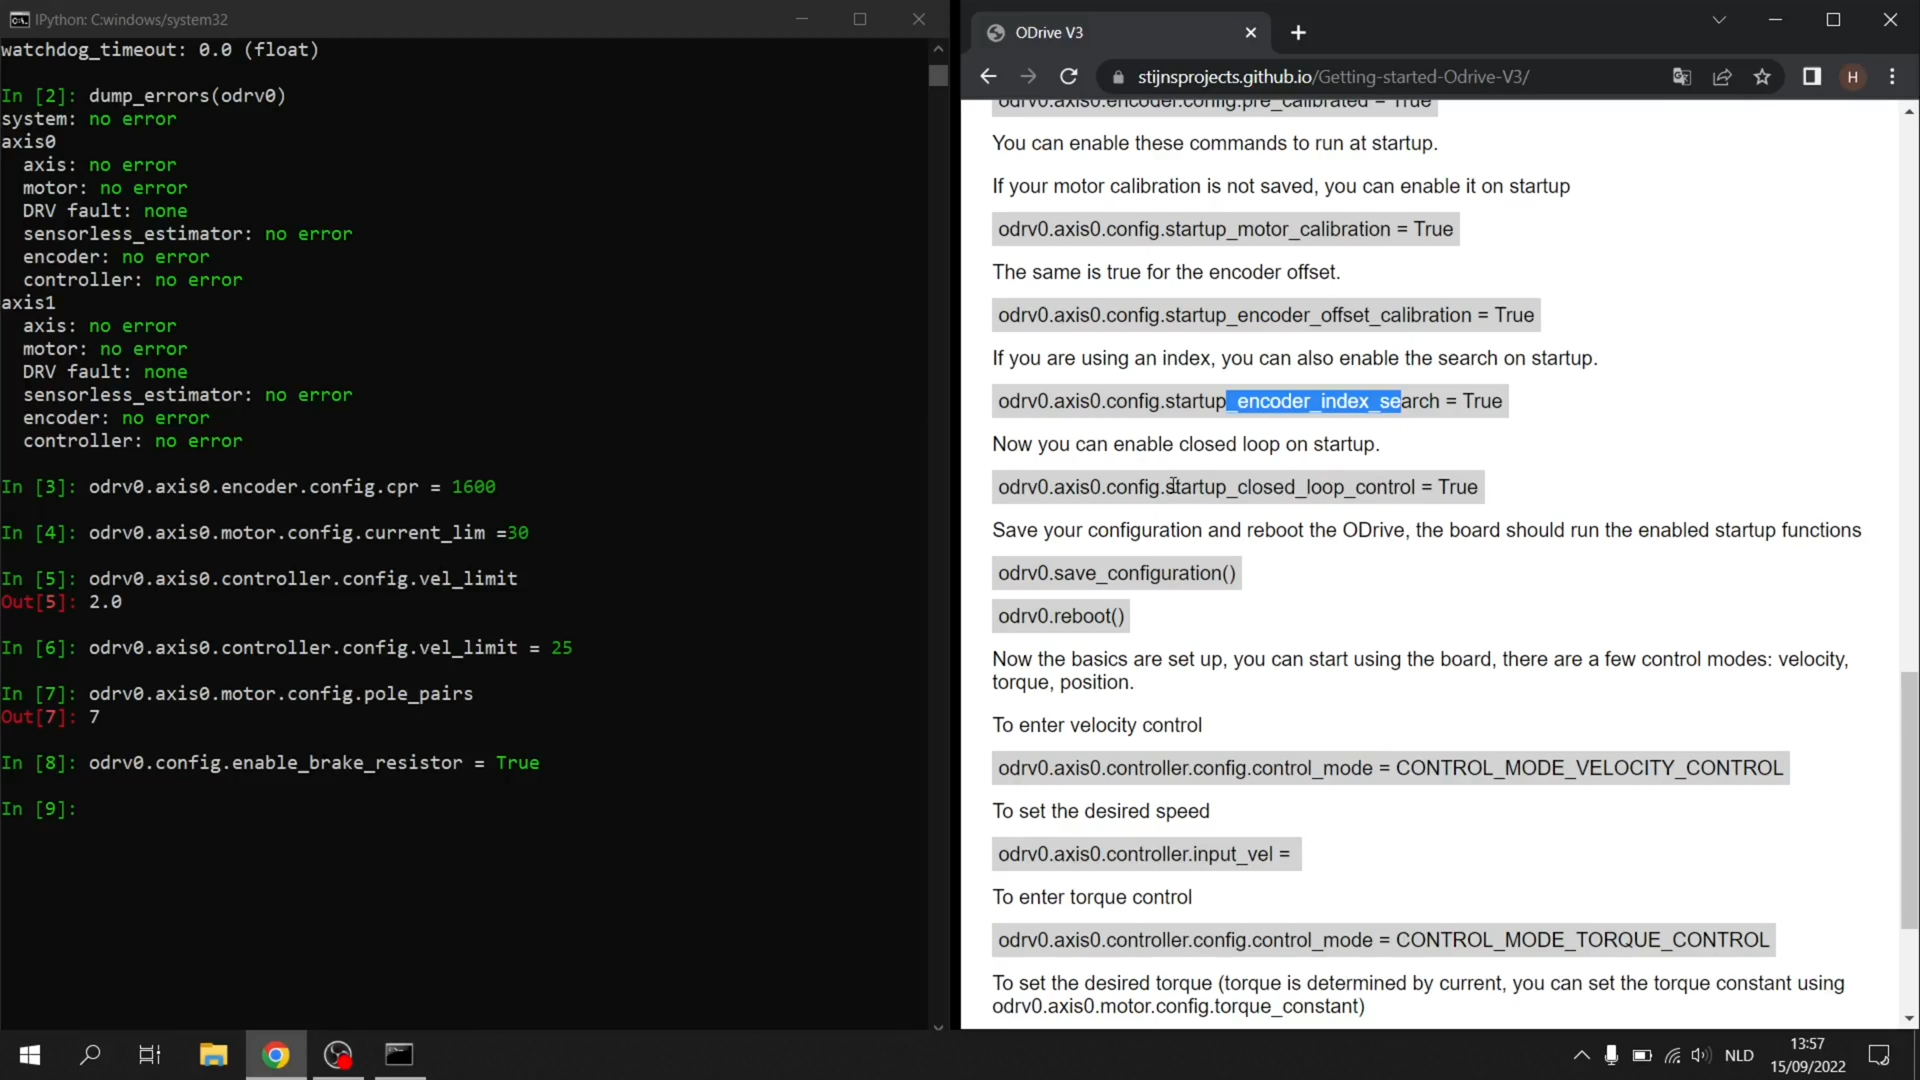 IPython: C:windows/system32
watchdog_timeout: 0.0 (float)
In [2]: dump_errors(odrv0)
system: no error
axis0
axis: no error
motor: no error
DRV fault: none
sensorless_estimator: no error
encoder: no error
controller: no error
axis1
axis: no error
motor: no error
DRV fault: none
sensorless_estimator: no error
encoder: no error
controller: no error
In [3]: odrv0.axis0.encoder.config.cpr = 1600
In [4]: odrv0.axis0.motor.config.current_lim =30
In [5]: odrv0.axis0.controller.config.vel_limit
Out[5]: 2.0
In [6]: odrv0.axis0.controller.config.vel_limit = 25
In [7]: odrv0.axis0.motor.config.pole_pairs
Out[7]: 7
In [8]: odrv0.config.enable_brake_resistor = True
In [9]:
ODrive V3
stijnsprojects.github.io/Getting-started-Odrive-V3/
H
odrv0.axis0.encoder.config.pre_calibrated = True
You can enable these commands to run at startup.
If your motor calibration is not saved, you can enable it on startup
odrv0.axis0.config.startup_motor_calibration = True
The same is true for the encoder offset.
odrv0.axis0.config.startup_encoder_offset_calibration = True
If you are using an index, you can also enable the search on startup.
odrv0.axis0.config.startup_encoder_index_search = True
Now you can enable closed loop on startup.
odrv0.axis0.config.startup_closed_loop_control = True
Save your configuration and reboot the ODrive, the board should run the enabled startup functions
odrv0.save_configuration()
odrv0.reboot()
Now the basics are set up, you can start using the board, there are a few control modes: velocity,
torque, position.
To enter velocity control
odrv0.axis0.controller.config.control_mode = CONTROL_MODE_VELOCITY_CONTROL
To set the desired speed
odrv0.axis0.controller.input_vel =
To enter torque control
odrv0.axis0.controller.config.control_mode = CONTROL_MODE_TORQUE_CONTROL
To set the desired torque (torque is determined by current, you can set the torque constant using
odrv0.axis0.motor.config.torque_constant)
NLD
13:57
15/09/2022